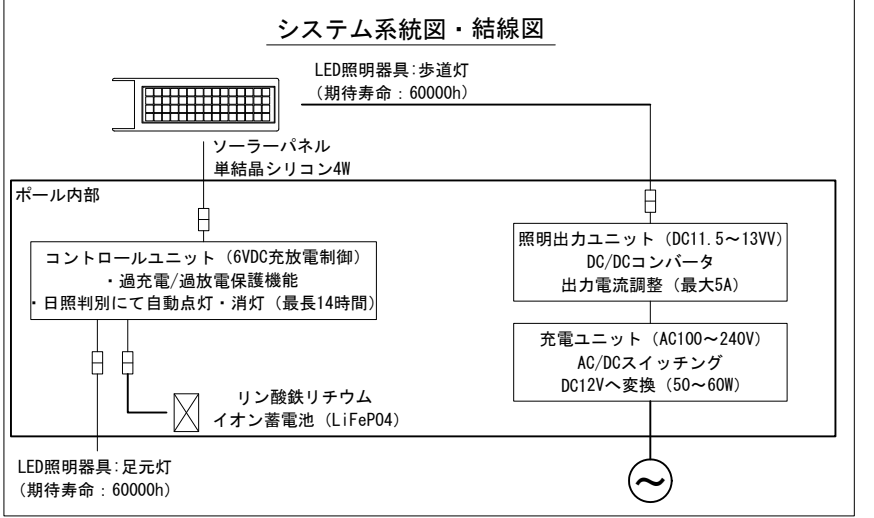 システム系統図・結線図
LED照明器具:歩道灯
(期待寿命:60000h)
ソーラーパネル
単結晶シリコン4W
ポール内部
コントロールユニット(6VDC充放電制御)
・過充電/過放電保護機能
・日照判別にて自動点灯・消灯(最長14時間)
照明出力ユニット(DC11.5～13VV)
DC/DCコンバータ
出力電流調整(最大5A)
充電ユニット(AC100～240V)
AC/DCスイッチング
DC12Vへ変換(50～60W)
リン酸鉄リチウム
イオン蓄電池(LiFePO4)
LED照明器具:足元灯
(期待寿命:60000h)